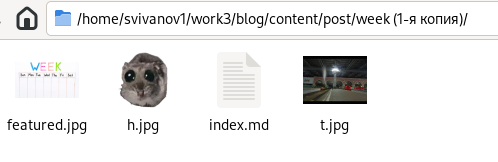 /home/svivanov1/work3/blog/content/post/week (1-я копия)/
WEEK
featured.jpg
h.jpg
index.md
t.jpg